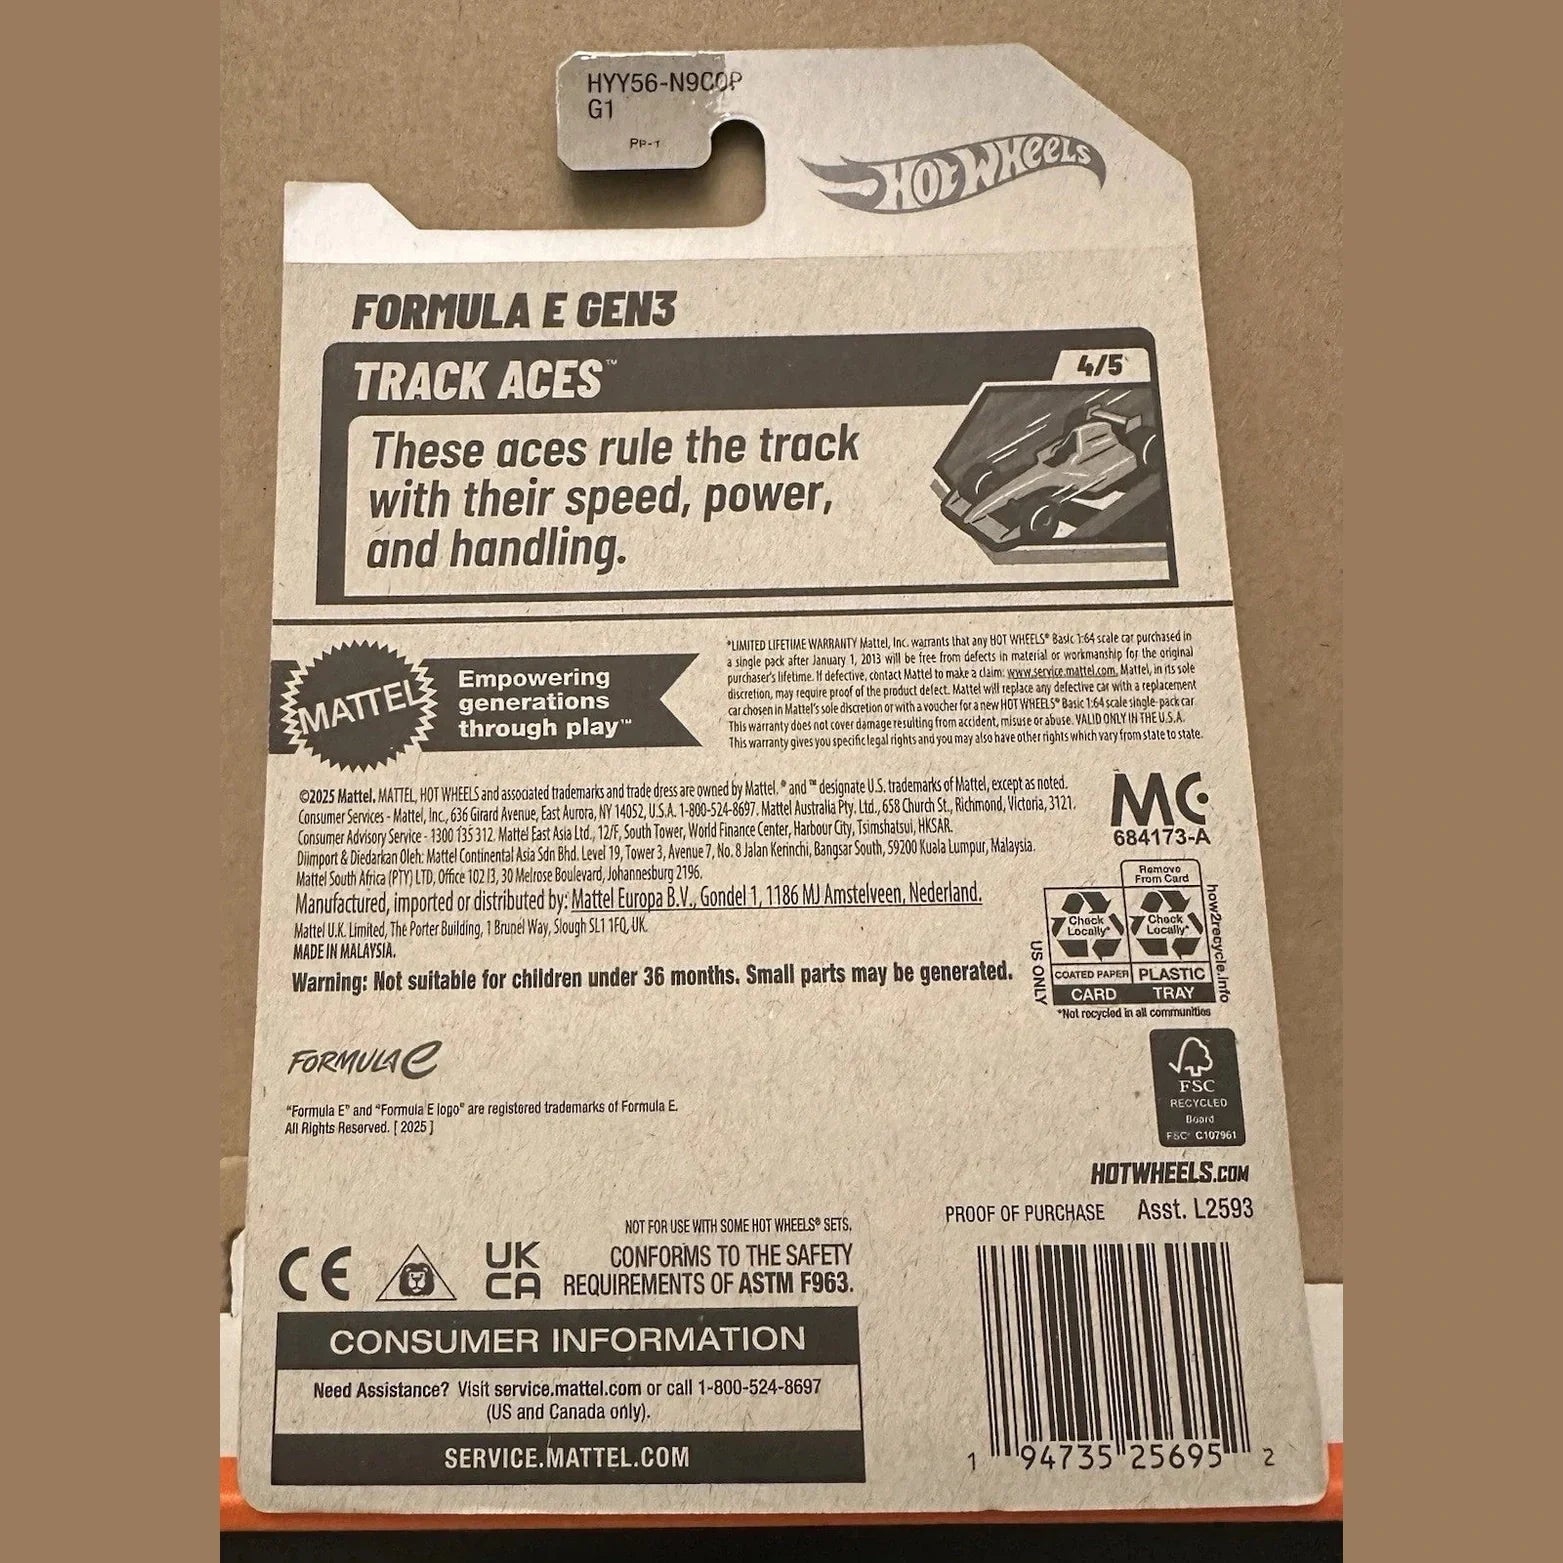 HYY56-N9C0P
G1
PP-1
HOT WHEELS
FORMULA E GEN3
TRACK ACES™
4/5
These aces rule the track
with their speed, power,
and handling.
MATTEL
Empowering
generations
through play™
*LIMITED LIFETIME WARRANTY Mattel, Inc. warrants that any HOT WHEELS® Basic 1:64 scale car purchased in
a single pack after January 1, 2013 will be free from defects in material or workmanship for the original
purchaser's lifetime. If defective, contact Mattel to make a claim: www.service.mattel.com. Mattel, in its sole
discretion, may require proof of the product defect. Mattel will replace any defective car with a replacement
car chosen in Mattel's sole discretion or with a voucher for a new HOT WHEELS® Basic 1:64 scale single-pack car.
This warranty does not cover damage resulting from accident, misuse or abuse. VALID ONLY IN THE U.S.A.
This warranty gives you specific legal rights and you may also have other rights which vary from state to state.
©2025 Mattel. MATTEL, HOT WHEELS and associated trademarks and trade dress are owned by Mattel. ® and ™ designate U.S. trademarks of Mattel, except as noted.
Consumer Services - Mattel, Inc., 636 Girard Avenue, East Aurora, NY 14052, U.S.A. 1-800-524-8697. Mattel Australia Pty. Ltd., 658 Church St., Richmond, Victoria, 3121.
Consumer Advisory Service - 1300 135 312. Mattel East Asia Ltd., 12/F, South Tower, World Finance Center, Harbour City, Tsimshatsui, HKSAR.
Diimport & Diedarkan Oleh: Mattel Continental Asia Sdn Bhd. Level 19, Tower 3, Avenue 7, No. 8 Jalan Kerinchi, Bangsar South, 59200 Kuala Lumpur, Malaysia.
Mattel South Africa (PTY) LTD, Office 102 I3, 30 Melrose Boulevard, Johannesburg 2196.
Manufactured, imported or distributed by: Mattel Europa B.V., Gondel 1, 1186 MJ Amstelveen, Nederland.
Mattel U.K. Limited, The Porter Building, 1 Brunel Way, Slough SL1 1FQ, UK.
MADE IN MALAYSIA.
Warning: Not suitable for children under 36 months. Small parts may be generated.
MC
684173-A
Remove
From Card
Check
Locally*
Check
Locally*
COATED PAPER
PLASTIC
CARD
TRAY
US ONLY
how2recycle.info
*Not recycled in all communities
FORMULA e
"Formula E" and "Formula E logo" are registered trademarks of Formula E.
All Rights Reserved. [ 2025 ]
FSC
RECYCLED
Board
FSC® C107961
HOTWHEELS.COM
PROOF OF PURCHASE Asst. L2593
NOT FOR USE WITH SOME HOT WHEELS® SETS.
CE
UK
CA
CONFORMS TO THE SAFETY
REQUIREMENTS OF ASTM F963.
CONSUMER INFORMATION
Need Assistance? Visit service.mattel.com or call 1-800-524-8697
(US and Canada only).
SERVICE.MATTEL.COM
1 94735 25695 2